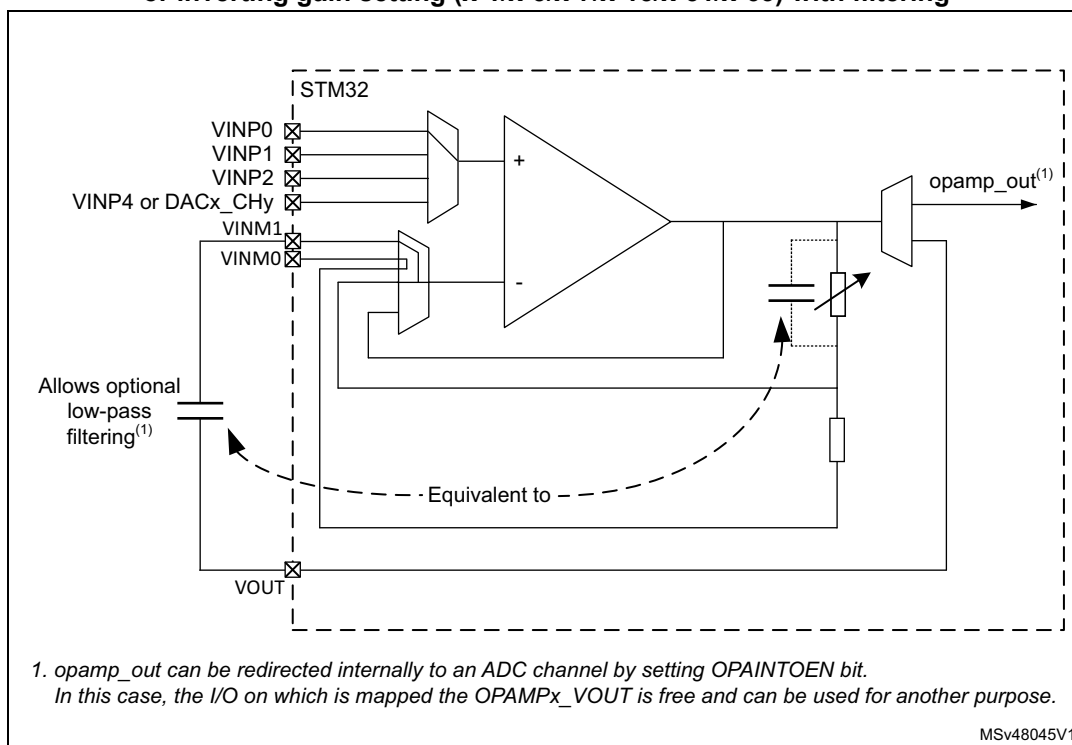 STM32
VINP0
VINP1
VINP2
VINP4 or DACx_CHy
VINM1
VINM0
+
-
opamp_out(1)
Allows optional
low-pass
filtering(1)
Equivalent to
VOUT
1. opamp_out can be redirected internally to an ADC channel by setting OPAINTOEN bit.
In this case, the I/O on which is mapped the OPAMPx_VOUT is free and can be used for another purpose.
MSv48045V1